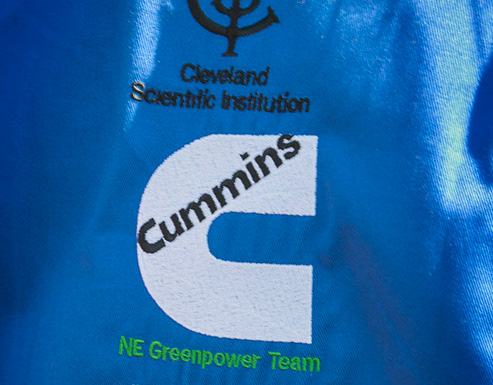 Cleveland
Scientific Institution
Cummins
NE Greenpower Team